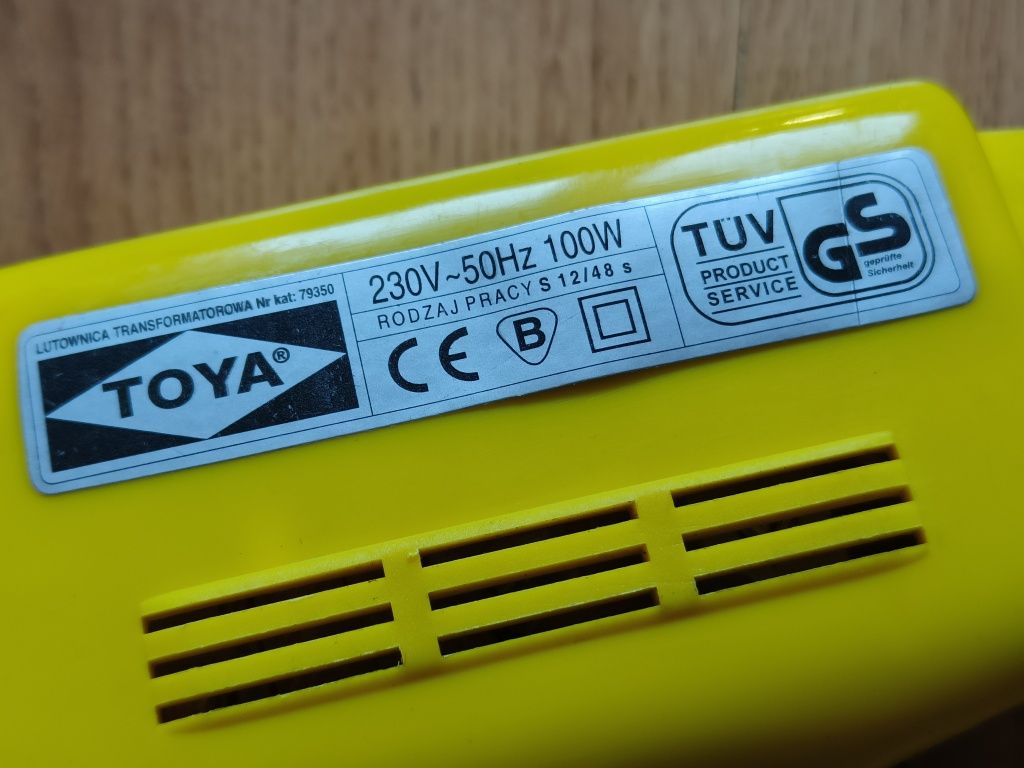 LUTOWNICA TRANSFORMATOROWA Nr kat: 79350
TOYA®
230V~50Hz 100W
RODZAJ PRACY S 12/48 s
CE
B
TÜV
PRODUCT
SERVICE
GS
geprüfte
Sicherheit